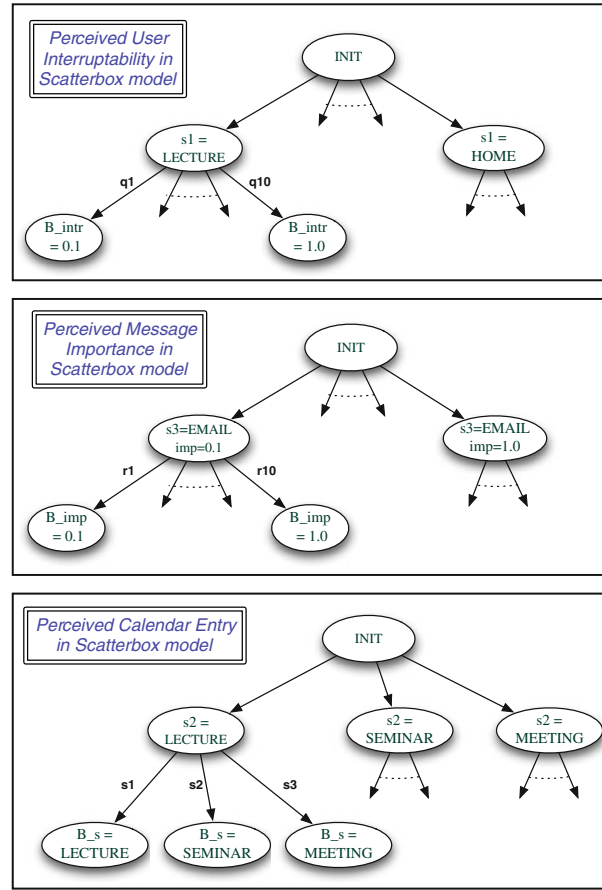 Perceived User
Interruptability in
Scatterbox model
INIT
s1 =
LECTURE
s1 =
HOME
q1
q10
B_intr
= 0.1
B_intr
= 1.0
Perceived Message
Importance in
Scatterbox model
INIT
s3=EMAIL
imp=0.1
s3=EMAIL
imp=1.0
r1
r10
B_imp
= 0.1
B_imp
= 1.0
Perceived Calendar Entry
in Scatterbox model
INIT
s2 =
LECTURE
s2=
SEMINAR
s2 =
MEETING
s1
s2
s3
B_s =
LECTURE
B_s =
SEMINAR
B_s =
MEETING